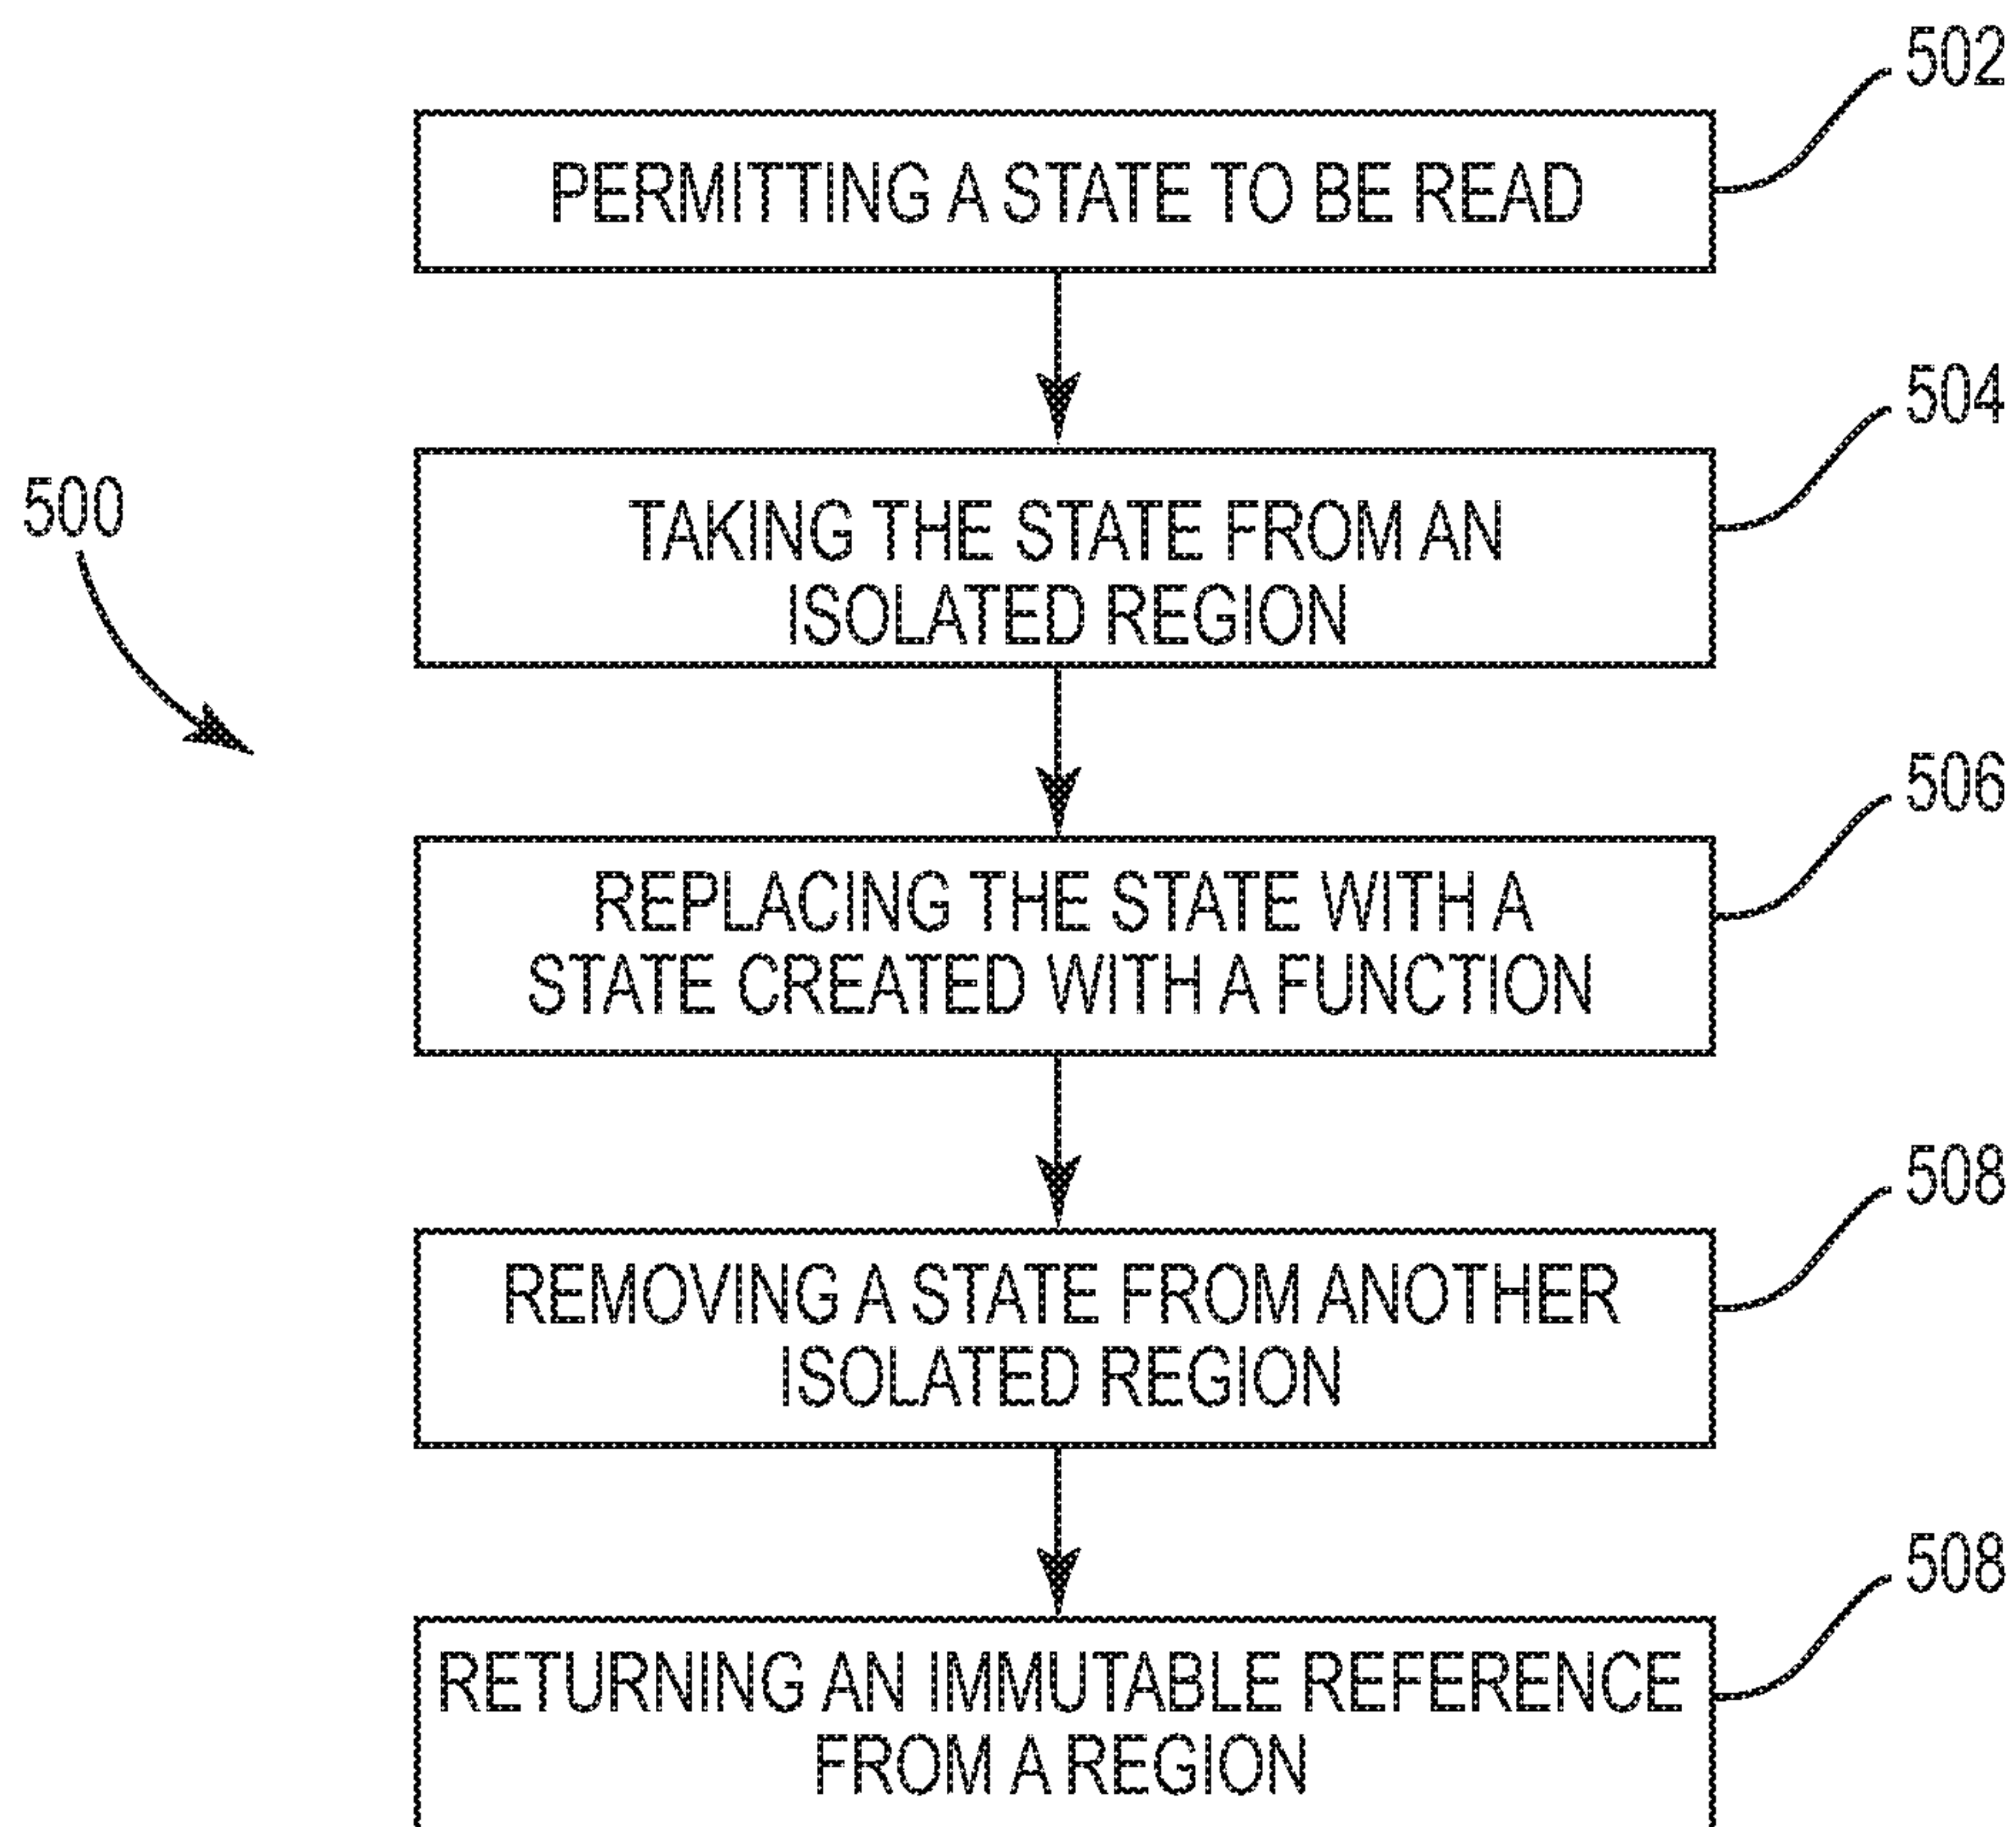 502
PERMITTING A STATE TO BE READ
504
TAKING THE STATE FROM AN
ISOLATED REGION
500
506
REPLACING THE STATE WITH A
STATE CREATED WITH A FUNCTION
508
REMOVING A STATE FROM ANOTHER
ISOLATED REGION
508
RETURNING AN IMMUTABLE REFERENCE
FROM A REGION